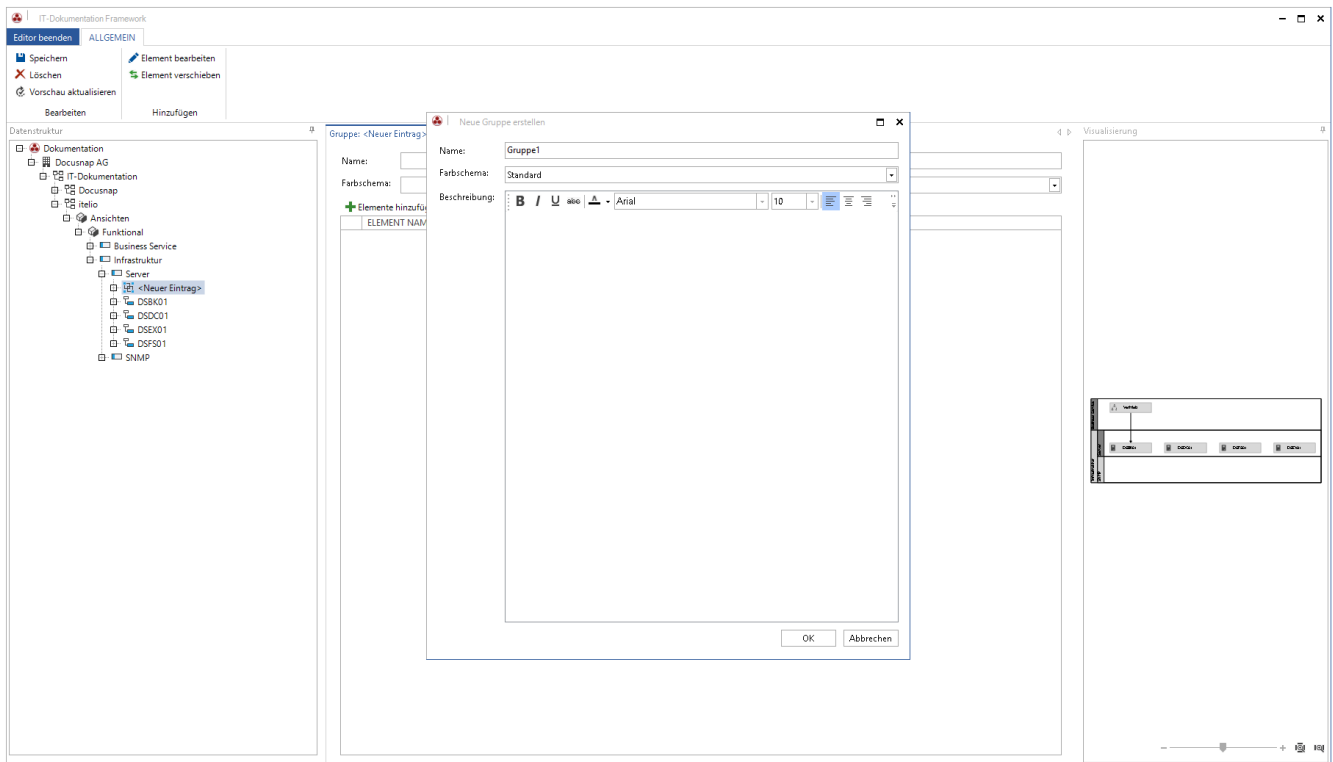 IT-Dokumentation Framework
Editor beenden ALLGEMEIN
Speichern
Löschen
Vorschau aktualisieren
Bearbeiten
Element bearbeiten
Element verschieben
Hinzufügen
Datenstruktur
Dokumentation
Docusnap AG
IT-Dokumentation
Docusnap
itelio
Ansichten
Funktional
Business Service
Infrastruktur
Server
<Neuer Eintrag>
DSBK01
DSDC01
DSEX01
DSFS01
SNMP
Gruppe: <Neuer Eintrag>
Name:
Farbschema:
Elemente hinzufü
ELEMENT NAM
Neue Gruppe erstellen
Name: Gruppe1
Farbschema: Standard
Beschreibung: B I U abc A Arial 10
OK Abbrechen
Visualisierung